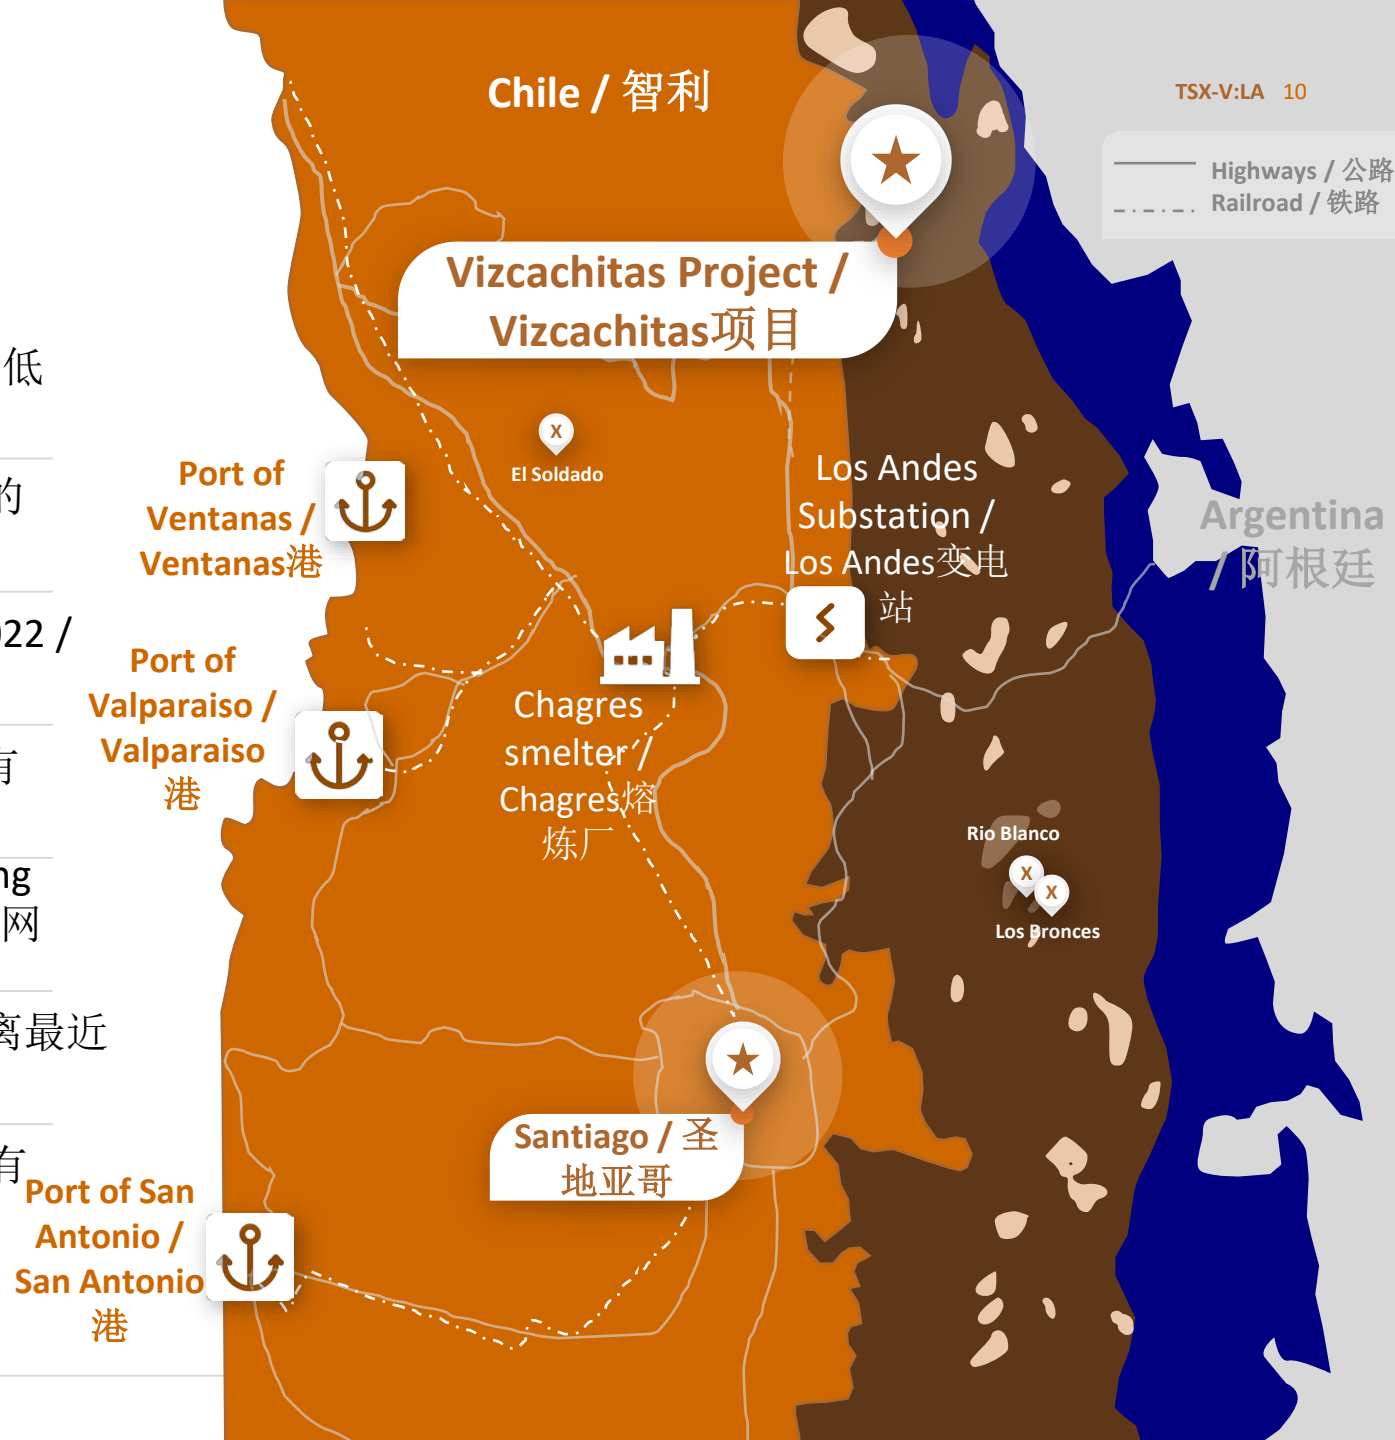 Chile / 智利
TSX-V:LA 10
Highways / 公路
Railroad / 铁路
Vizcachitas Project /
Vizcachitas项目
低
的
22 /
有
ng
网
离最近
有
El Soldado
Port of
Ventanas /
Ventanas港
Los Andes
Substation /
Los Andes变电
站
Argentina
/ 阿根廷
Port of
Valparaiso /
Valparaiso
港
Chagres
smelter /
Chagres熔
炼厂
Rio Blanco
X
X
X
Los Bronces
Santiago / 圣
地亚哥
Port of San
Antonio /
San Antonio
港